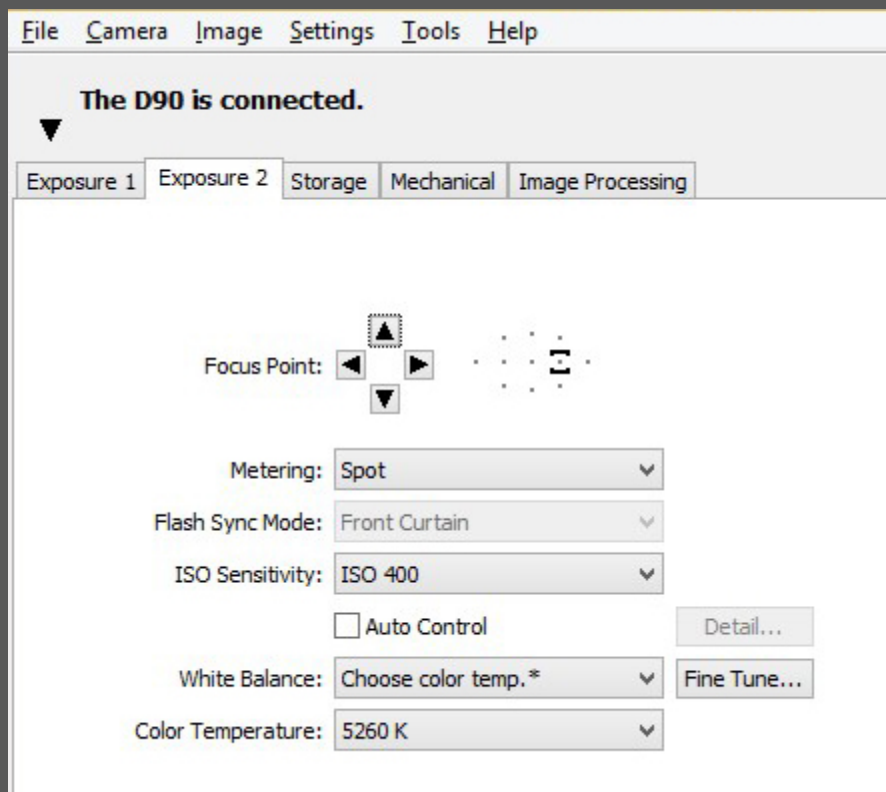 File Camera Image Settings Tools Help
The D90 is connected.
Exposure 1 Exposure 2 Storage Mechanical Image Processing
Focus Point:
Metering: Spot
Flash Sync Mode: Front Curtain
ISO Sensitivity: ISO 400
Auto Control Detail...
White Balance: Choose color temp.* Fine Tune...
Color Temperature: 5260 K